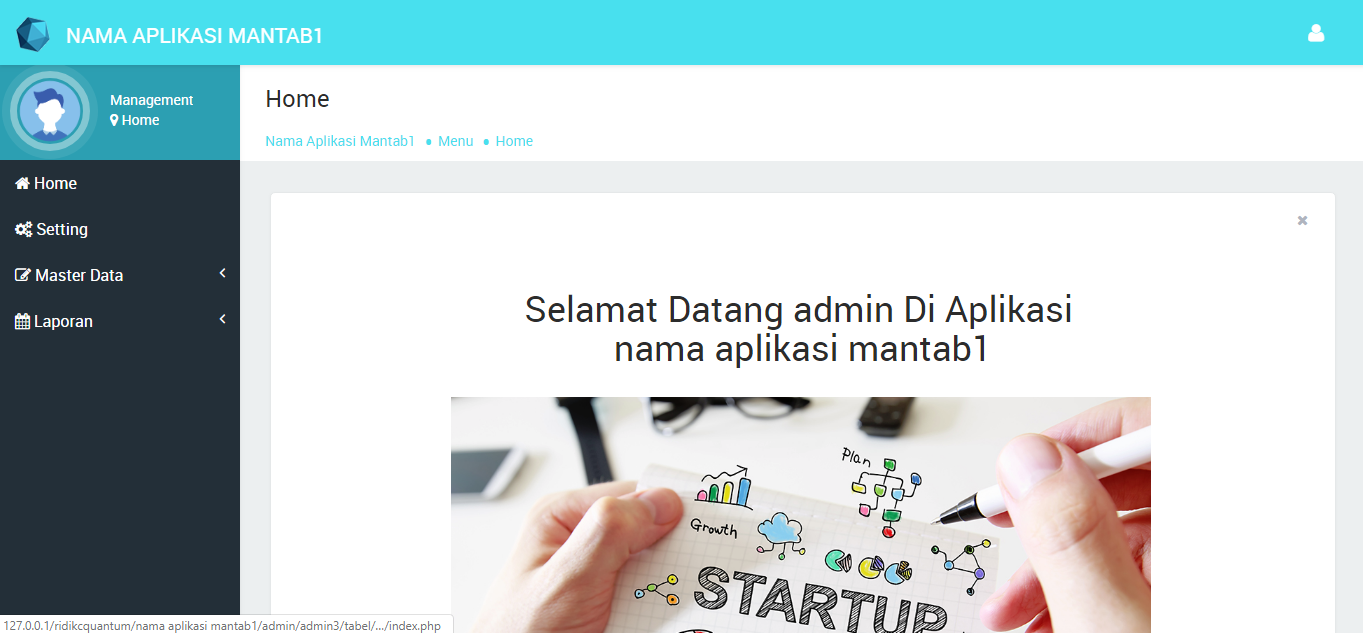 NAMA APLIKASI MANTAB1
Management
Home
Home
Setting
Master Data
Laporan
Home
Nama Aplikasi Mantab1 • Menu • Home
Selamat Datang admin Di Aplikasi
nama aplikasi mantab1
Plan
Growth
STARTUP
127.0.0.1/ridikcquantum/nama aplikasi mantab1/admin/admin3/tabel/.../index.php